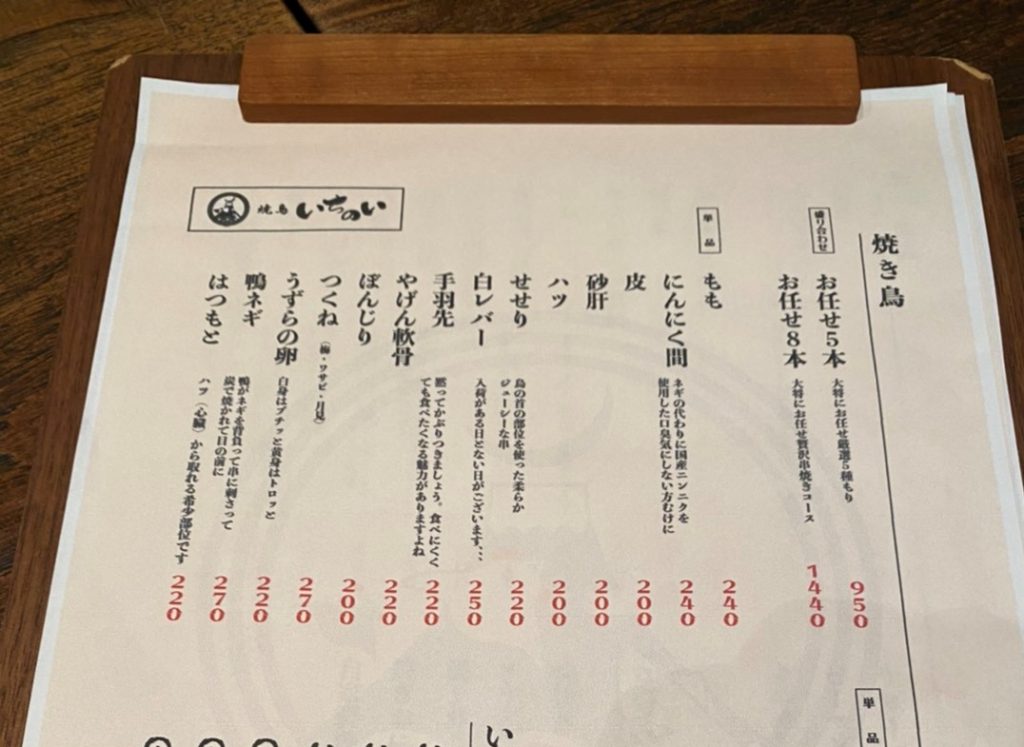 焼き鳥
盛り合わせ
お任せ5本
大将にお任せ厳選5種もり
950
お任せ8本
大将にお任せ贅沢串焼きコース
1440
単品
もも
240
にんにく間
ネギの代わりに国産ニンニクを
使用した口臭気にしない方むけに
240
皮
200
砂肝
200
ハツ
200
せせり
鳥の首の部位を使った柔らか
ジューシーな串
220
白レバー
入荷がある日とない日がございます、、、
250
手羽先
黙ってかぶりつきましょう。食べにくく
ても食べたくなる魅力がありますよね
220
やげん軟骨
220
ぼんじり
200
つくね（梅・ワサビ・月見）
270
うずらの卵
白身はプチッと黄身はトロッと
220
鴨ネギ
鴨がネギを背負って串に刺さって
炭で焼かれて目の前に
270
はつもと
ハツ（心臓）から取れる希少部位です
220
焼鳥 いちのい
単品
い